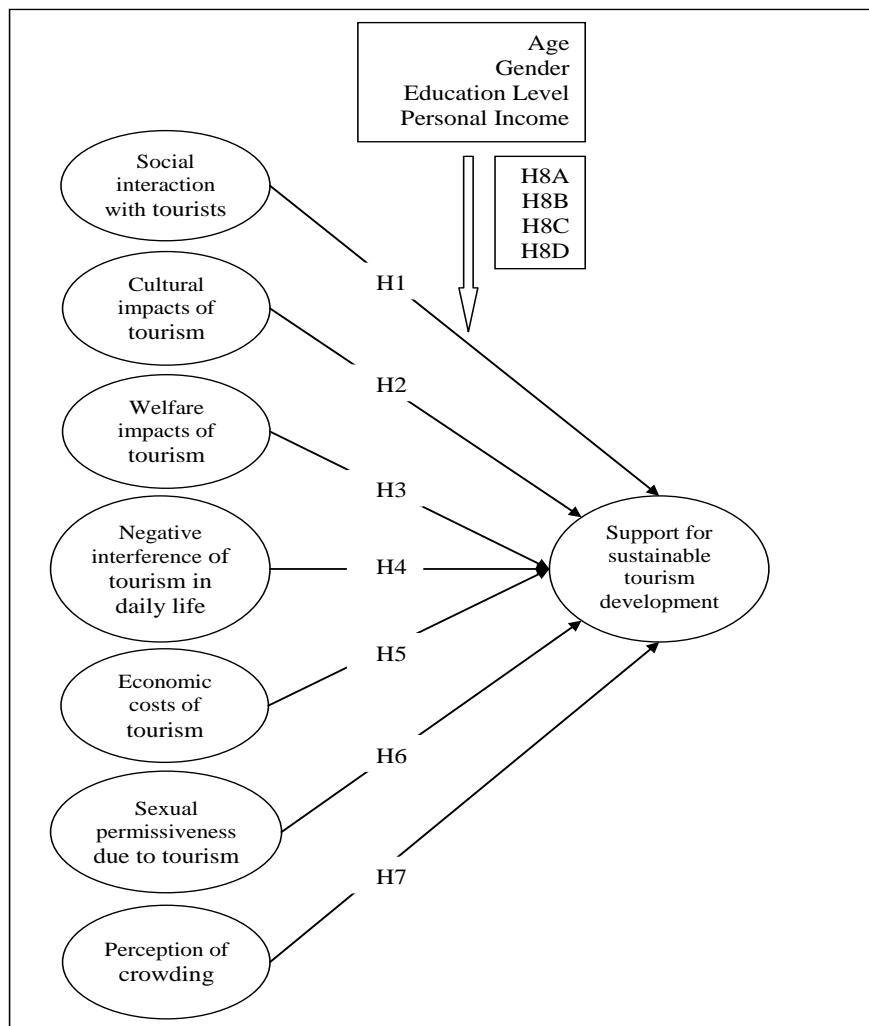 Age
Gender
Education Level
Personal Income
H8A
H8B
H8C
H8D
Social
interaction
with tourists
H1
Cultural
impacts of
tourism
H2
Welfare
impacts of
tourism
H3
Negative
interference of
tourism in
daily life
H4
Support for
sustainable
tourism
development
Economic
costs of
tourism
H5
Sexual
permissiveness
due to tourism
H6
Perception of
crowding
H7